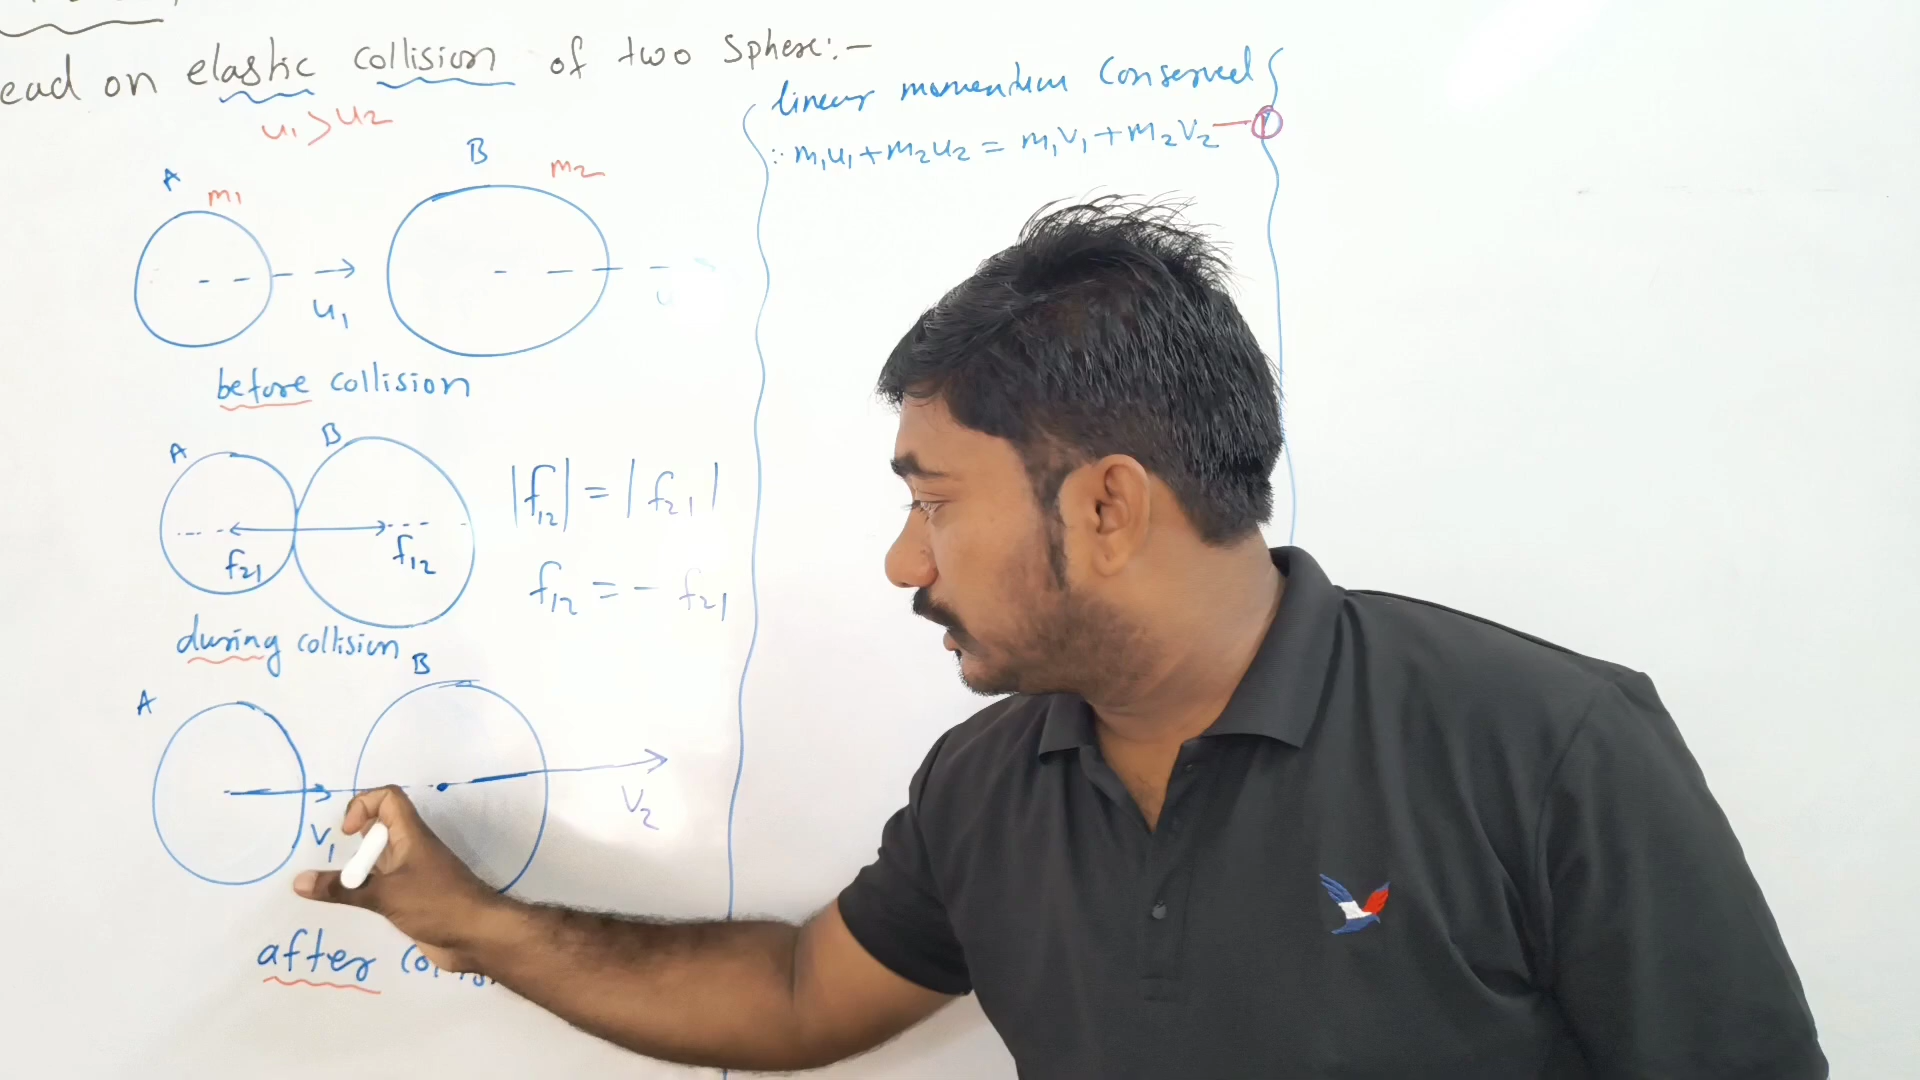 ead on elastic collision of two Sphere:-
u1 > u2
A m1
B m2
u1
before collision
A B
f21 f12
|f12| = |f21|
f12 = - f21
during collision
A B
V1
V2
after
linear momentum Conserved
∵ m1u1 + m2u2 = m1v1 + m2v2 — 1